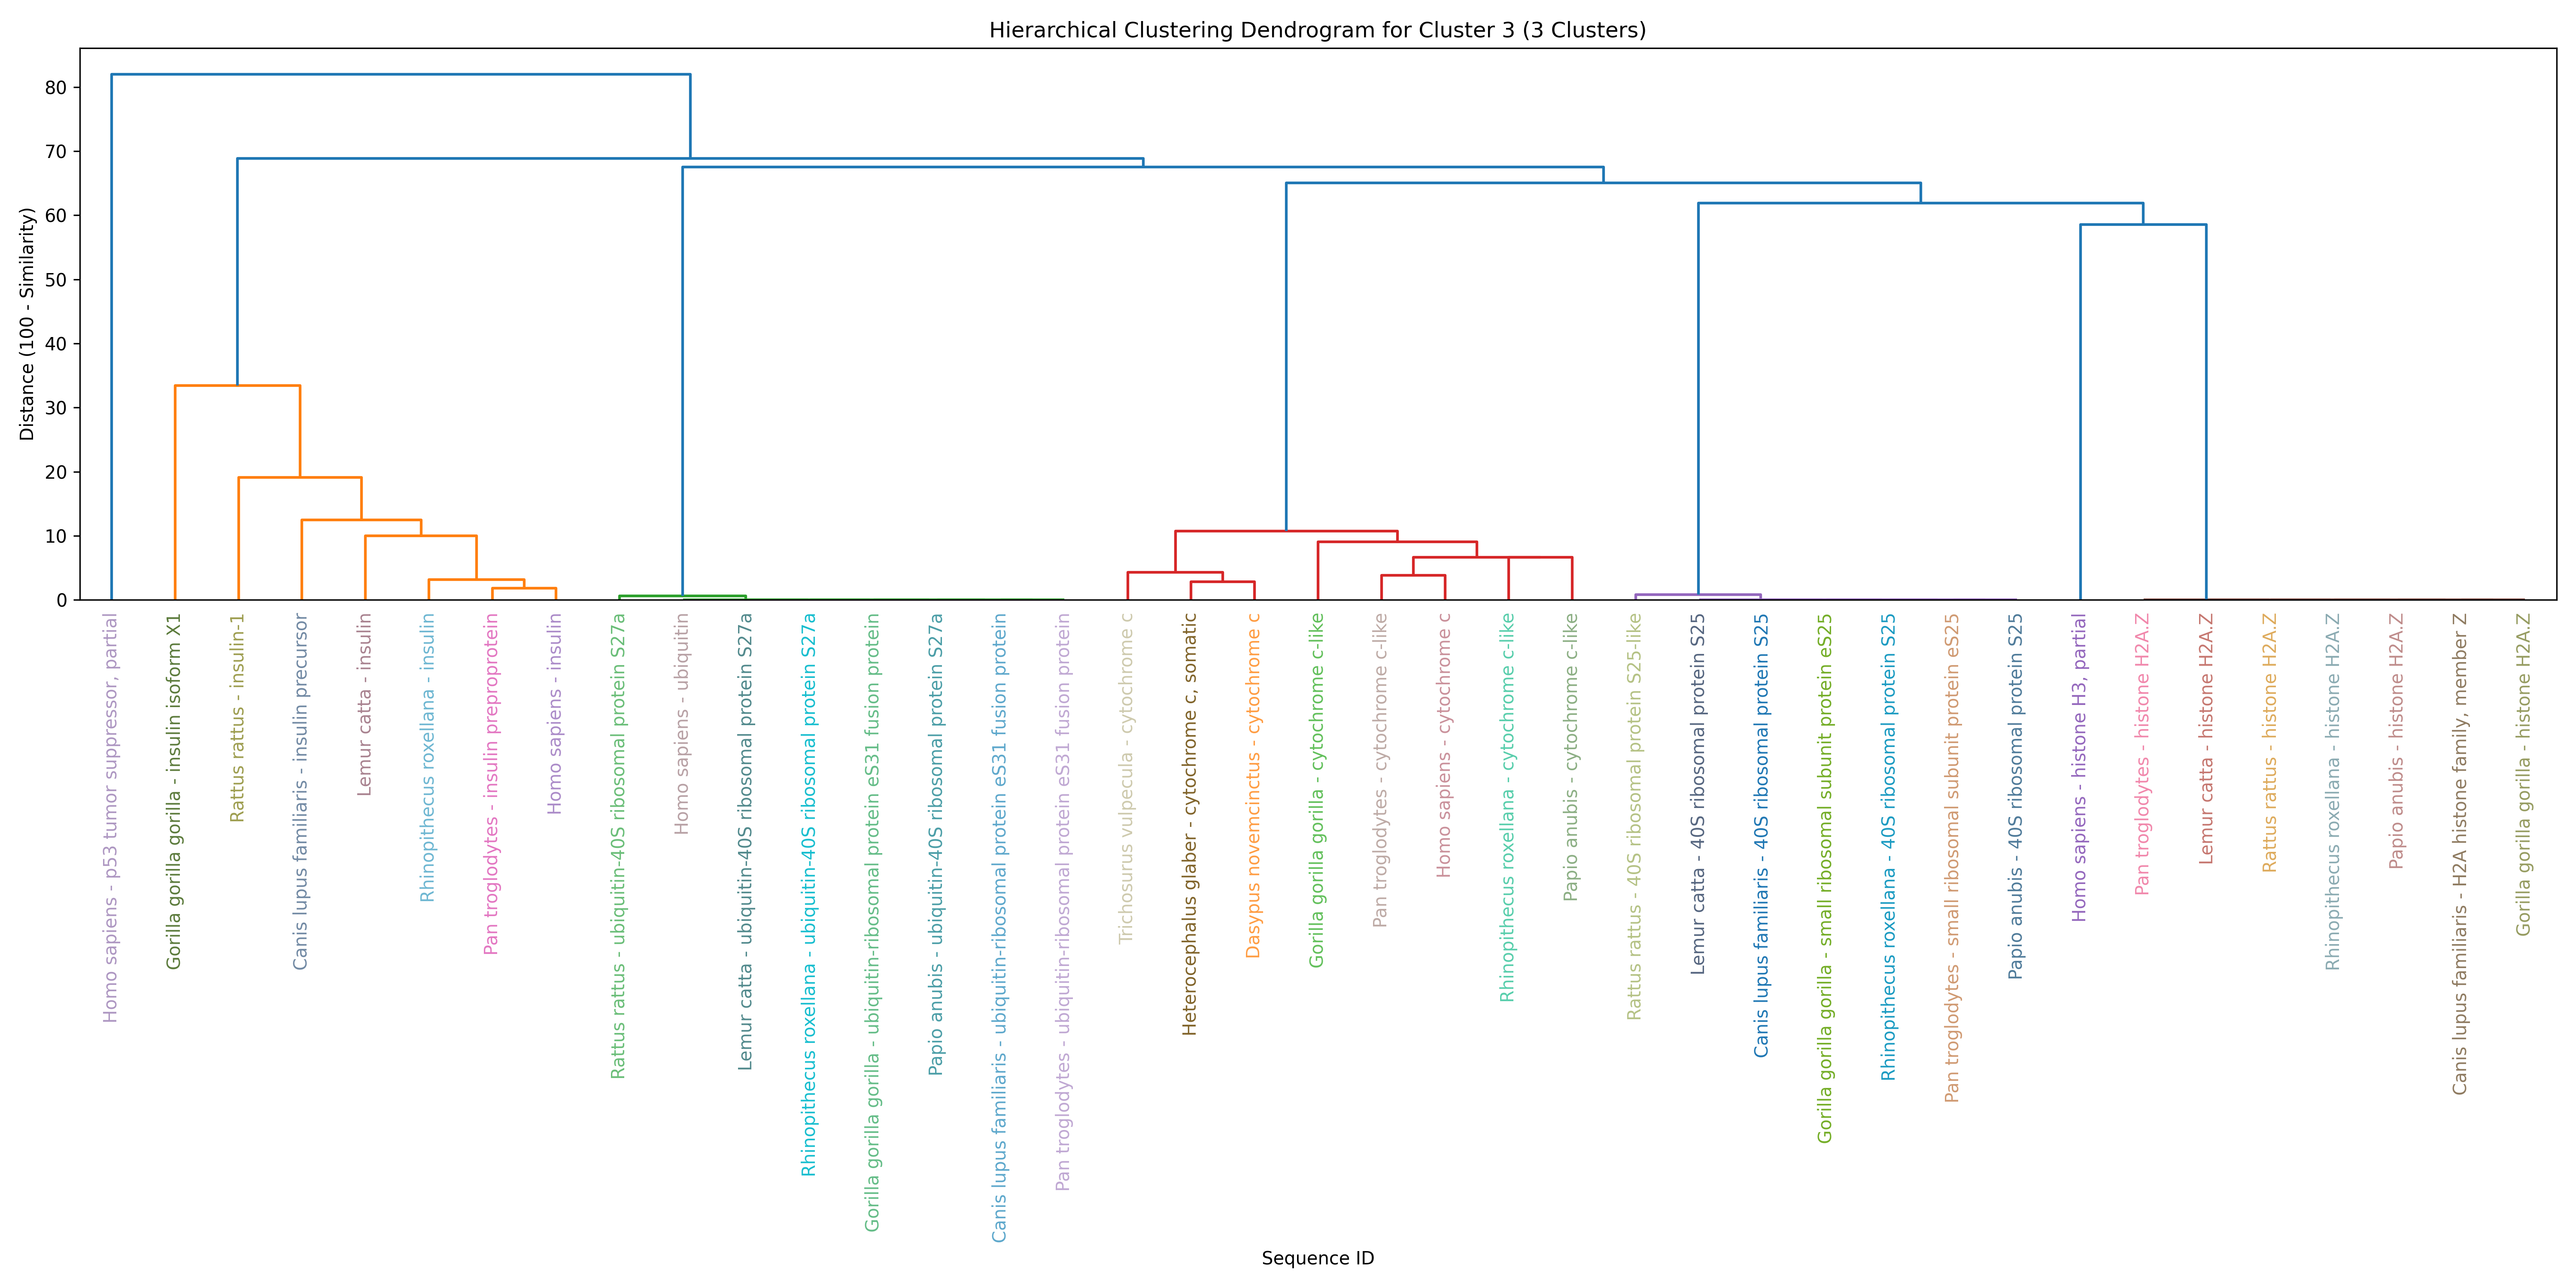 Hierarchical Clustering Dendrogram for Cluster 3 (3 Clusters)
Distance (100 - Similarity)
80
70
60
50
40
30
20
10
0
Homo sapiens - p53 tumor suppressor, partial
Gorilla gorilla gorilla - insulin isoform X1
Rattus rattus - insulin-1
Canis lupus familiaris - insulin precursor
Lemur catta - insulin
Rhinopithecus roxellana - insulin
Pan troglodytes - insulin preproprotein
Homo sapiens - insulin
Rattus rattus - ubiquitin-40S ribosomal protein S27a
Homo sapiens - ubiquitin
Lemur catta - ubiquitin-40S ribosomal protein S27a
Rhinopithecus roxellana - ubiquitin-40S ribosomal protein S27a
Gorilla gorilla gorilla - ubiquitin-ribosomal protein eS31 fusion protein
Papio anubis - ubiquitin-40S ribosomal protein S27a
Canis lupus familiaris - ubiquitin-ribosomal protein eS31 fusion protein
Pan troglodytes - ubiquitin-ribosomal protein eS31 fusion protein
Trichosurus vulpecula - cytochrome c
Heterocephalus glaber - cytochrome c, somatic
Dasypus novemcinctus - cytochrome c
Gorilla gorilla gorilla - cytochrome c-like
Pan troglodytes - cytochrome c-like
Homo sapiens - cytochrome c
Rhinopithecus roxellana - cytochrome c-like
Papio anubis - cytochrome c-like
Rattus rattus - 40S ribosomal protein S25-like
Lemur catta - 40S ribosomal protein S25
Canis lupus familiaris - 40S ribosomal protein S25
Gorilla gorilla gorilla - small ribosomal subunit protein eS25
Rhinopithecus roxellana - 40S ribosomal protein S25
Pan troglodytes - small ribosomal subunit protein eS25
Papio anubis - 40S ribosomal protein S25
Homo sapiens - histone H3, partial
Pan troglodytes - histone H2A.Z
Lemur catta - histone H2A.Z
Rattus rattus - histone H2A.Z
Rhinopithecus roxellana - histone H2A.Z
Papio anubis - histone H2A.Z
Canis lupus familiaris - H2A histone family, member Z
Gorilla gorilla gorilla - histone H2A.Z
Sequence ID